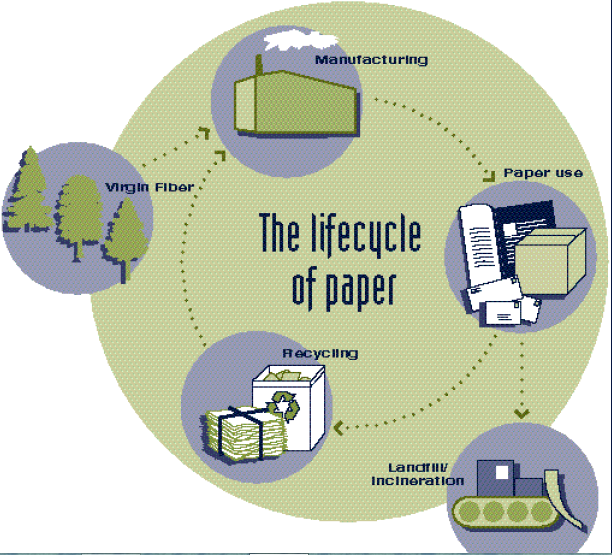 Manufacturing
Paper use
Virgin Fiber
The lifecycle
of paper
Recycling
Landfill/
Incineration